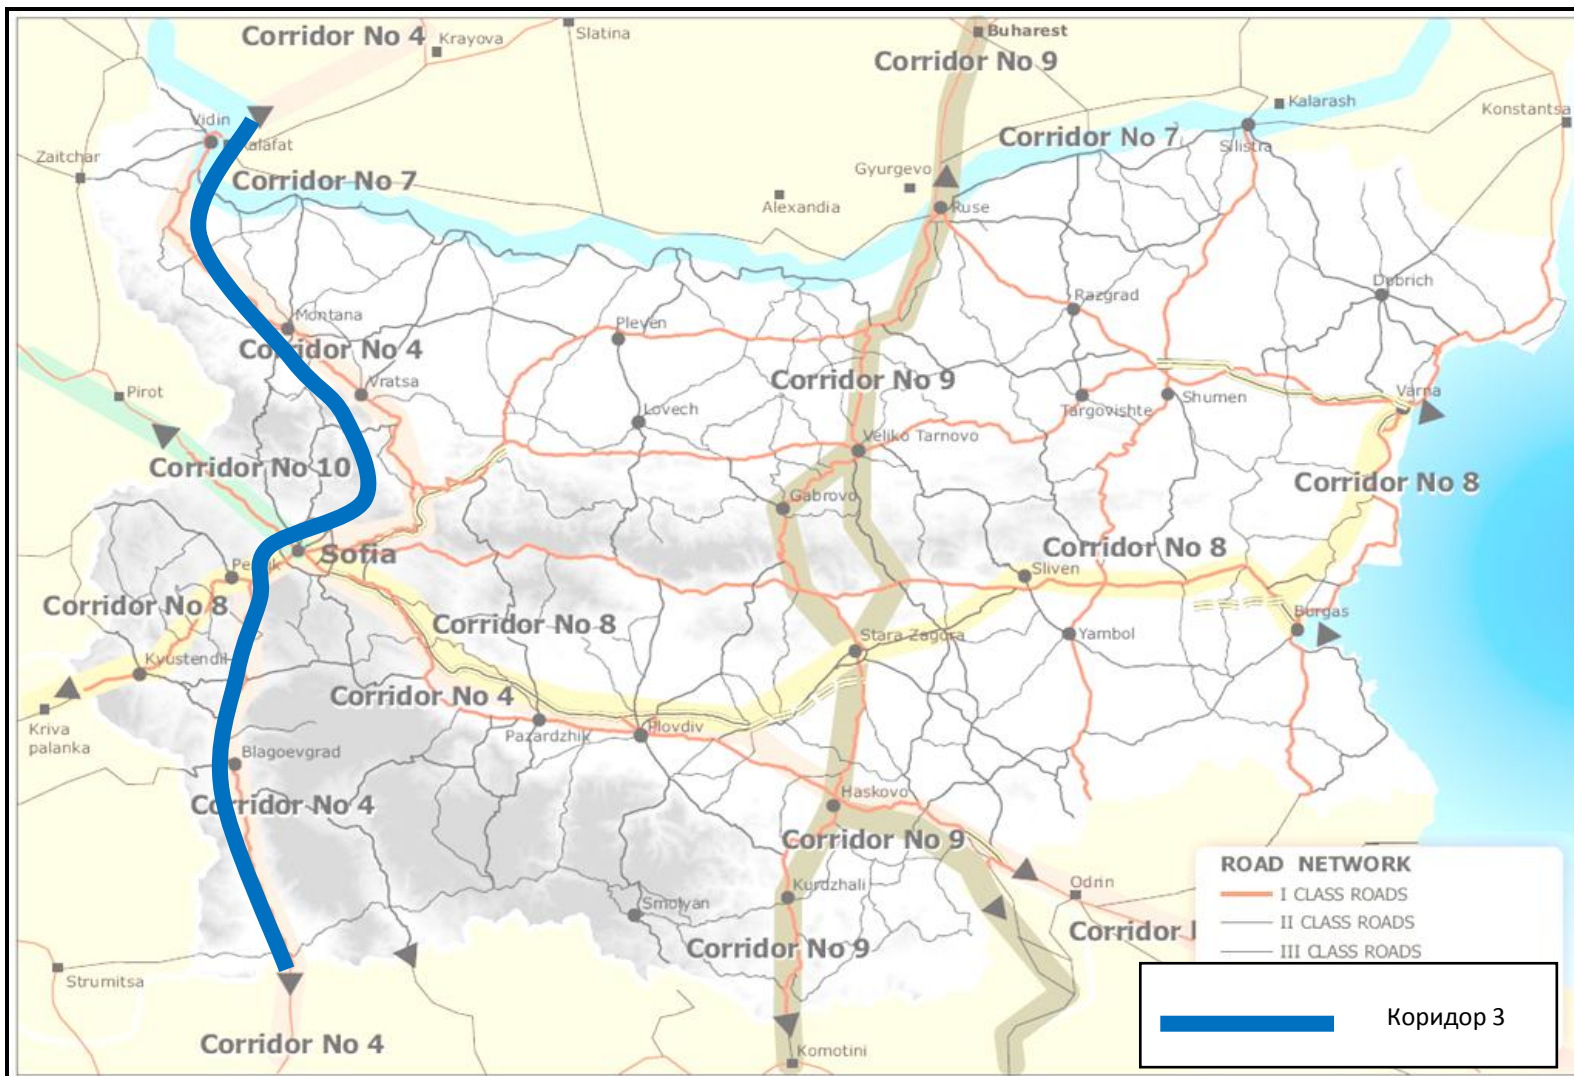 Corridor No 4
Krayova
Slatina
Buharest
Corridor No 9
Kalarash
Konstantsa
Vidin
Kalafat
Zaitchar
Corridor No 7
Corridor No 7
Silistra
Gyurgevo
Alexandia
Ruse
Dobrich
Razgrad
Montana
Pleven
Corridor No 4
Vratsa
Corridor No 9
Pirot
Lovech
Targovishte
Shumen
Varna
Veliko Tarnovo
Corridor No 10
Gabrovo
Corridor No 8
Sofia
Corridor No 8
Pernik
Sliven
Corridor No 8
Corridor No 8
Burgas
Stara Zagora
Yambol
Kyustendil
Corridor No 4
Kriva
palanka
Pazardzhik
Plovdiv
Blagoevgrad
Haskovo
Corridor No 4
Corridor No 9
ROAD NETWORK
I CLASS ROADS
II CLASS ROADS
III CLASS ROADS
Odrin
Kurdzhali
Smolyan
Corridor
Corridor No 9
Strumitsa
Коридор 3
Corridor No 4
Komotini